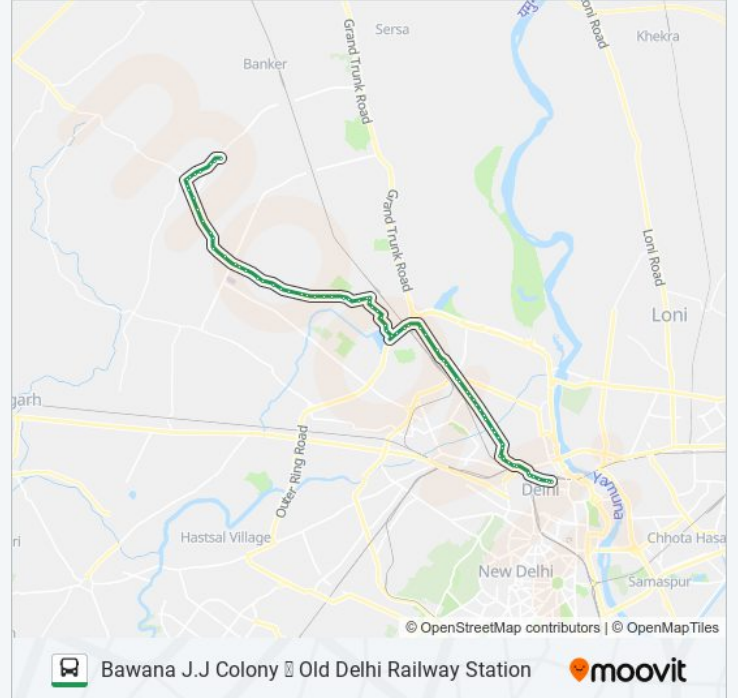 Sersa
Khekra
Loni Road
Banker
Grand Trunk Road
Grand Trunk Road
Loni Road
Loni
garh
Outer Ring Road
Delhi
Yamuna
ri
Hastsal Village
Chhota Hasa
New Delhi
Samaspur
© OpenStreetMap contributors | © OpenMapTiles
Bawana J.J Colony ▯ Old Delhi Railway Station
moovit